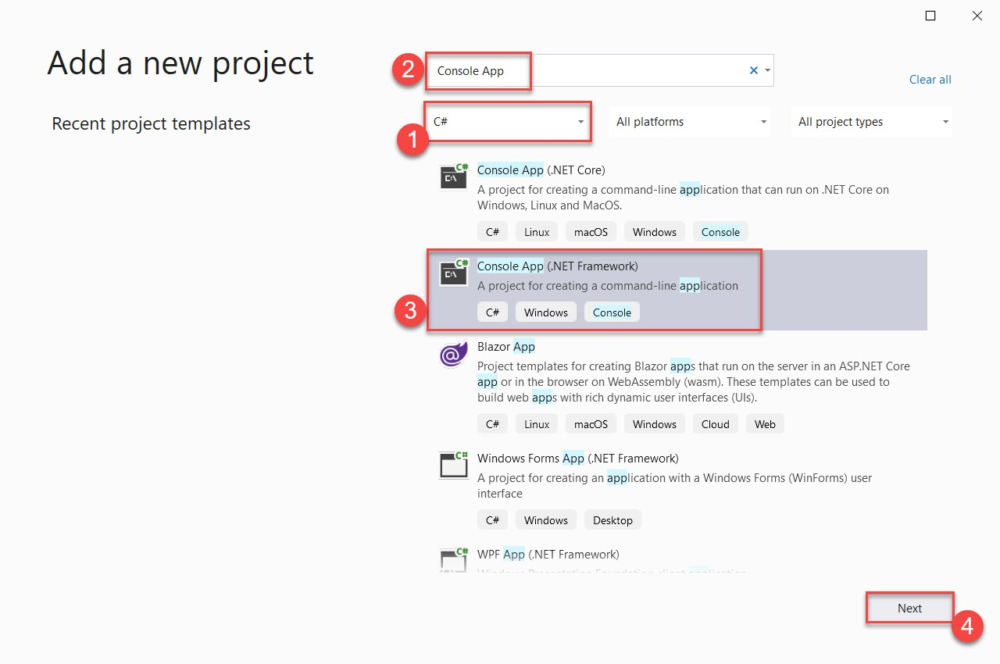 Add a new project
Recent project templates
2
Console App
Clear all
1
C#
All platforms
All project types
C#
C:\
Console App (.NET Core)
A project for creating a command-line application that can run on .NET Core on
Windows, Linux and MacOS.
C# Linux macOS Windows Console
3
C#
C:\
Console App (.NET Framework)
A project for creating a command-line application
C# Windows Console
Blazor App
Project templates for creating Blazor apps that run on the server in an ASP.NET Core
app or in the browser on WebAssembly (wasm). These templates can be used to
build web apps with rich dynamic user interfaces (UIs).
C# Linux macOS Windows Cloud Web
C#
Windows Forms App (.NET Framework)
A project for creating an application with a Windows Forms (WinForms) user
interface
C# Windows Desktop
C#
WPF App (.NET Framework)
Windows Presentation Foundation client application
Next
4